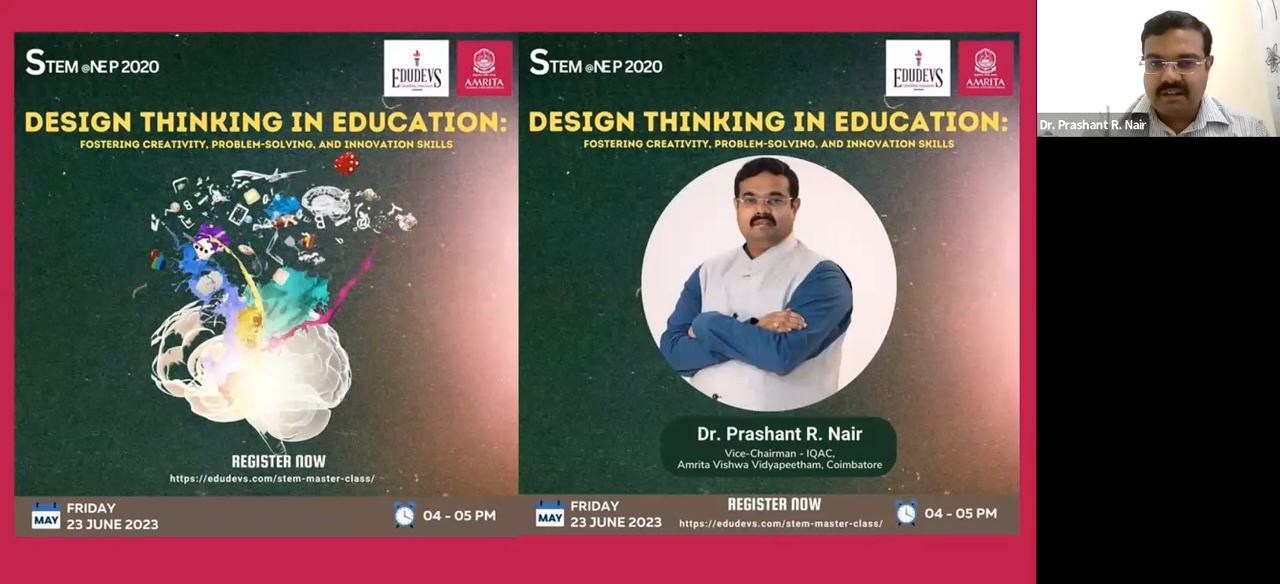 STEM @NEP 2020
EDUDEVS
AMRITA
DESIGN THINKING IN EDUCATION:
FOSTERING CREATIVITY, PROBLEM-SOLVING, AND INNOVATION SKILLS
REGISTER NOW
https://edudevs.com/stem-master-class/
MAY
FRIDAY
23 JUNE 2023
04 - 05 PM
STEM @NEP 2020
EDUDEVS
AMRITA
DESIGN THINKING IN EDUCATION:
FOSTERING CREATIVITY, PROBLEM-SOLVING, AND INNOVATION SKILLS
Dr. Prashant R. Nair
Vice-Chairman - IQAC,
Amrita Vishwa Vidyapeetham, Coimbatore
MAY
FRIDAY
23 JUNE 2023
REGISTER NOW
https://edudevs.com/stem-master-class/
04 - 05 PM
Dr. Prashant R. Nair